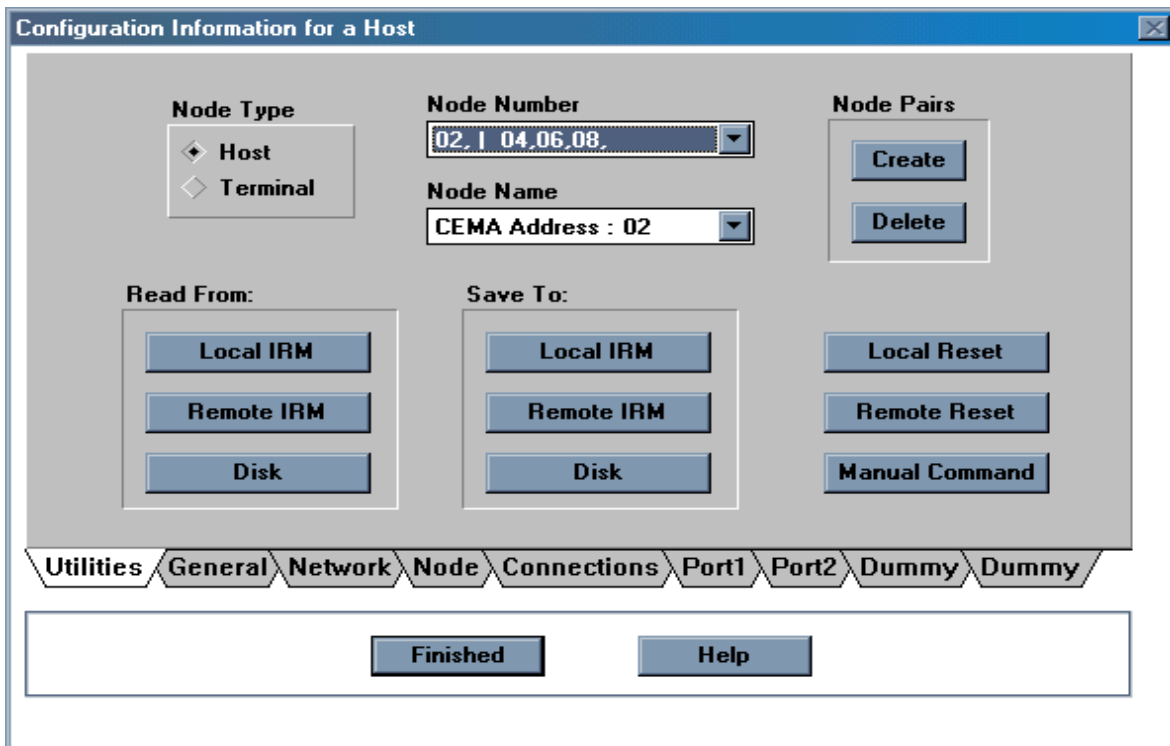 Configuration Information for a Host
Node Type
Host
Terminal
Node Number
02, | 04,06,08,
Node Name
CEMA Address : 02
Node Pairs
Create
Delete
Read From:
Local IRM
Remote IRM
Disk
Save To:
Local IRM
Remote IRM
Disk
Local Reset
Remote Reset
Manual Command
Utilities General Network Node Connections Port1 Port2 Dummy Dummy
Finished Help